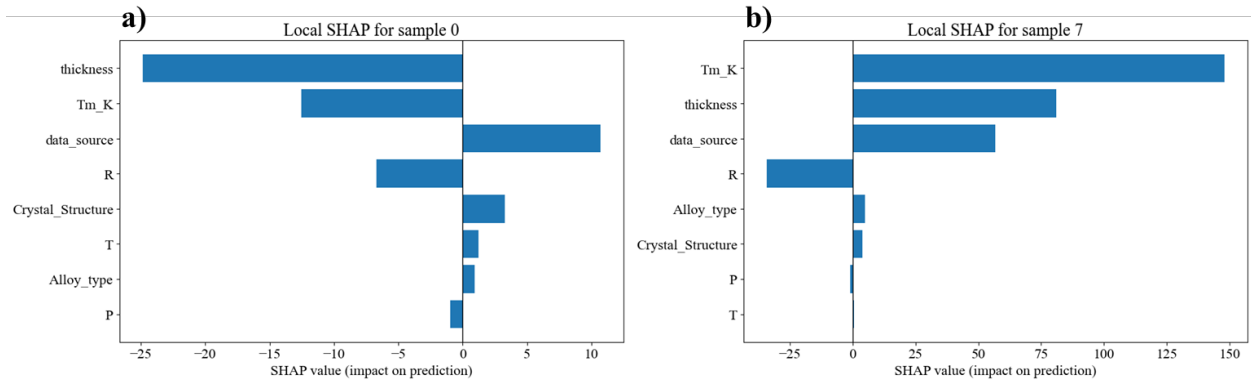 a)
Local SHAP for sample 0
thickness
Tm_K
data_source
R
Crystal_Structure
T
Alloy_type
P
−25 −20 −15 −10 −5 0 5 10
SHAP value (impact on prediction)
b)
Local SHAP for sample 7
Tm_K
thickness
data_source
R
Alloy_type
Crystal_Structure
P
T
−25 0 25 50 75 100 125 150
SHAP value (impact on prediction)